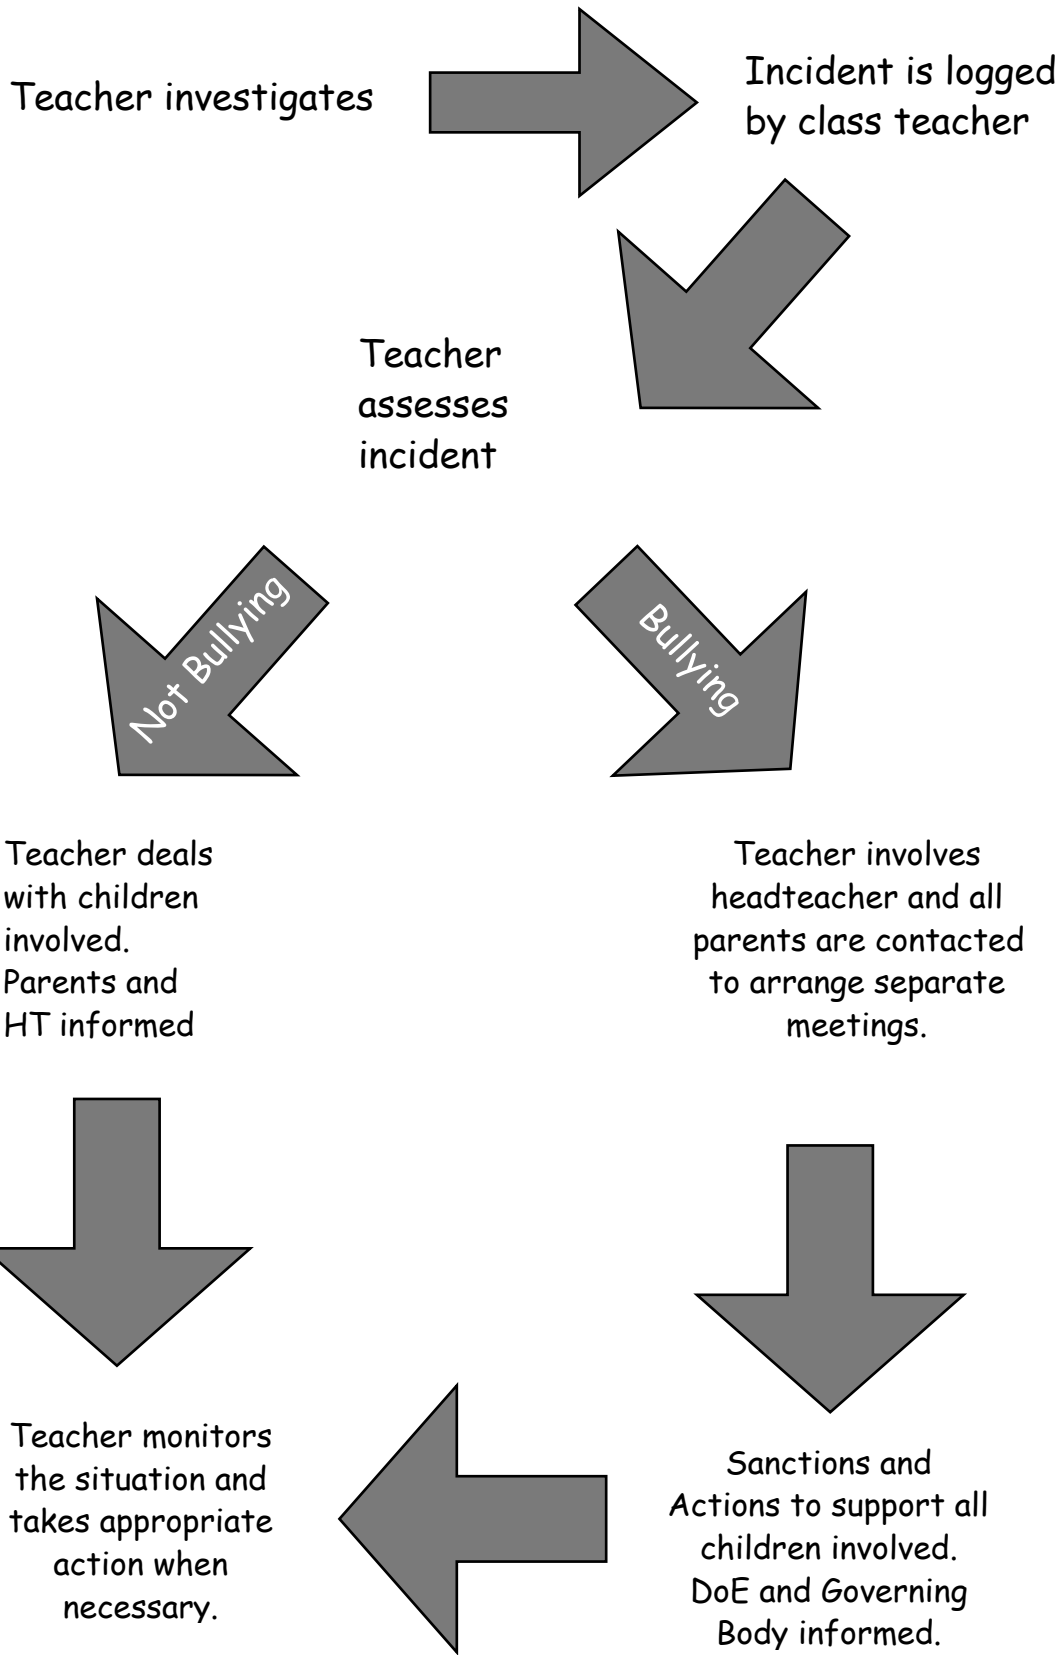 Teacher investigates
Incident is logged
by class teacher
Teacher
assesses
incident
Not Bullying
Bullying
Teacher deals
with children
involved.
Parents and
HT informed
Teacher involves
headteacher and all
parents are contacted
to arrange separate
meetings.
Teacher monitors
the situation and
takes appropriate
action when
necessary.
Sanctions and
Actions to support all
children involved.
DoE and Governing
Body informed.